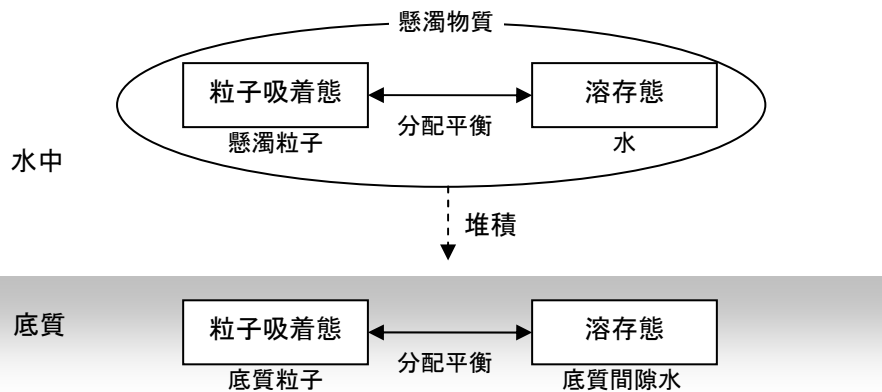 懸濁物質
粒子吸着態
溶存態
分配平衡
懸濁粒子
水
水中
堆積
底質
粒子吸着態
溶存態
分配平衡
底質粒子
底質間隙水